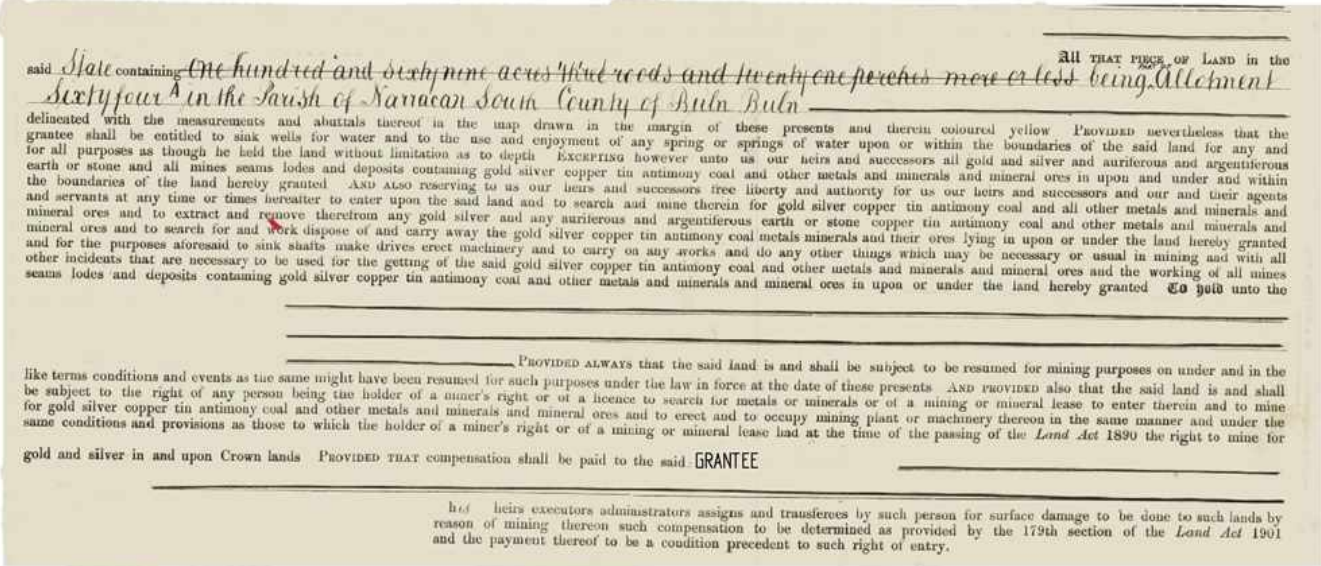 All THAT PIECE OF LAND in the
said State containing One hundred and sixty nine acres three roods and twenty one perches more or less being Allotment
Sixty four A in the Parish of Narracan South County of Buln Buln
delineated with the measurements and abuttals thereof in the map drawn in the margin of these presents and therein coloured yellow PROVIDED nevertheless that the
grantee shall be entitled to sink wells for water and to the use and enjoyment of any spring or springs of water upon or within the boundaries of the said land for any and
for all purposes as though he held the land without limitation as to depth EXCEPTING however unto us our heirs and successors all gold and silver and auriferous and argentiferous
earth or stone and all mines seams lodes and deposits containing gold silver copper tin antimony coal and other metals and minerals and mineral ores in upon and under and within
the boundaries of the land hereby granted AND ALSO reserving to us our heirs and successors free liberty and authority for us our heirs and successors and our and their agents
and servants at any time or times hereafter to enter upon the said land and to search and mine therein for gold silver copper tin antimony coal and all other metals and minerals and
mineral ores and to extract and remove therefrom any gold silver and any auriferous and argentiferous earth or stone copper tin antimony coal and other metals and minerals and
mineral ores and to search for and work dispose of and carry away the gold silver copper tin antimony coal metals minerals and their ores lying in upon or under the land hereby granted
and for the purposes aforesaid to sink shafts make drives erect machinery and to carry on any works and do any other things which may be necessary or usual in mining and with all
other incidents that are necessary to be used for the getting of the said gold silver copper tin antimony coal and other metals and minerals and mineral ores and the working of all mines
seams lodes and deposits containing gold silver copper tin antimony coal and other metals and minerals and mineral ores in upon or under the land hereby granted To hold unto the
PROVIDED ALWAYS that the said land is and shall be subject to be resumed for mining purposes on under and in the
like terms conditions and events as the same might have been resumed for such purposes under the law in force at the date of these presents AND PROVIDED also that the said land is and shall
be subject to the right of any person being the holder of a miner's right or of a licence to search for metals or minerals or of a mining or mineral lease to enter therein and to mine
for gold silver copper tin antimony coal and other metals and minerals and mineral ores and to erect and to occupy mining plant or machinery thereon in the same manner and under the
same conditions and provisions as those to which the holder of a miner's right or of a mining or mineral lease had at the time of the passing of the Land Act 1890 the right to mine for
gold and silver in and upon Crown lands PROVIDED THAT compensation shall be paid to the said GRANTEE
his heirs executors administrators assigns and transferees by such person for surface damage to be done to such lands by
reason of mining thereon such compensation to be determined as provided by the 179th section of the Land Act 1901
and the payment thereof to be a condition precedent to such right of entry.